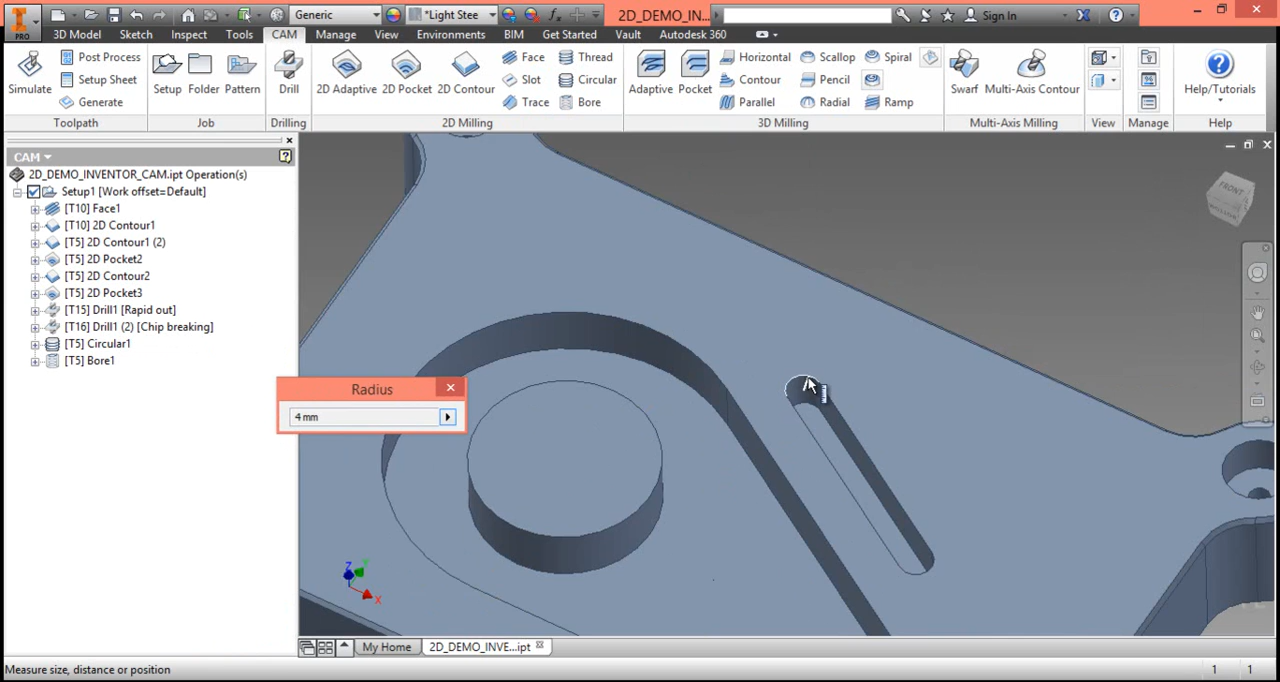 Generic
*Light Stee
2D_DEMO_IN...
Sign In
PRO
3D Model
Sketch
Inspect
Tools
CAM
Manage
View
Environments
BIM
Get Started
Vault
Autodesk 360
Simulate
Post Process
Setup Sheet
Generate
Toolpath
Setup
Folder
Pattern
Job
Drill
Drilling
2D Adaptive
2D Pocket
2D Contour
Face
Slot
Trace
Thread
Circular
Bore
2D Milling
Adaptive
Pocket
Horizontal
Contour
Parallel
Scallop
Pencil
Radial
Spiral
Ramp
3D Milling
Swarf
Multi-Axis Contour
Multi-Axis Milling
View
Manage
Help/Tutorials
Help
CAM
2D_DEMO_INVENTOR_CAM.ipt Operation(s)
Setup1 [Work offset=Default]
[T10] Face1
[T10] 2D Contour1
[T5] 2D Contour1 (2)
[T5] 2D Pocket2
[T5] 2D Contour2
[T5] 2D Pocket3
[T15] Drill1 [Rapid out]
[T16] Drill1 (2) [Chip breaking]
[T5] Circular1
[T5] Bore1
FRONT
Radius
4 mm
Z
Y
X
My Home
2D_DEMO_INVE...ipt
Measure size, distance or position
1
1